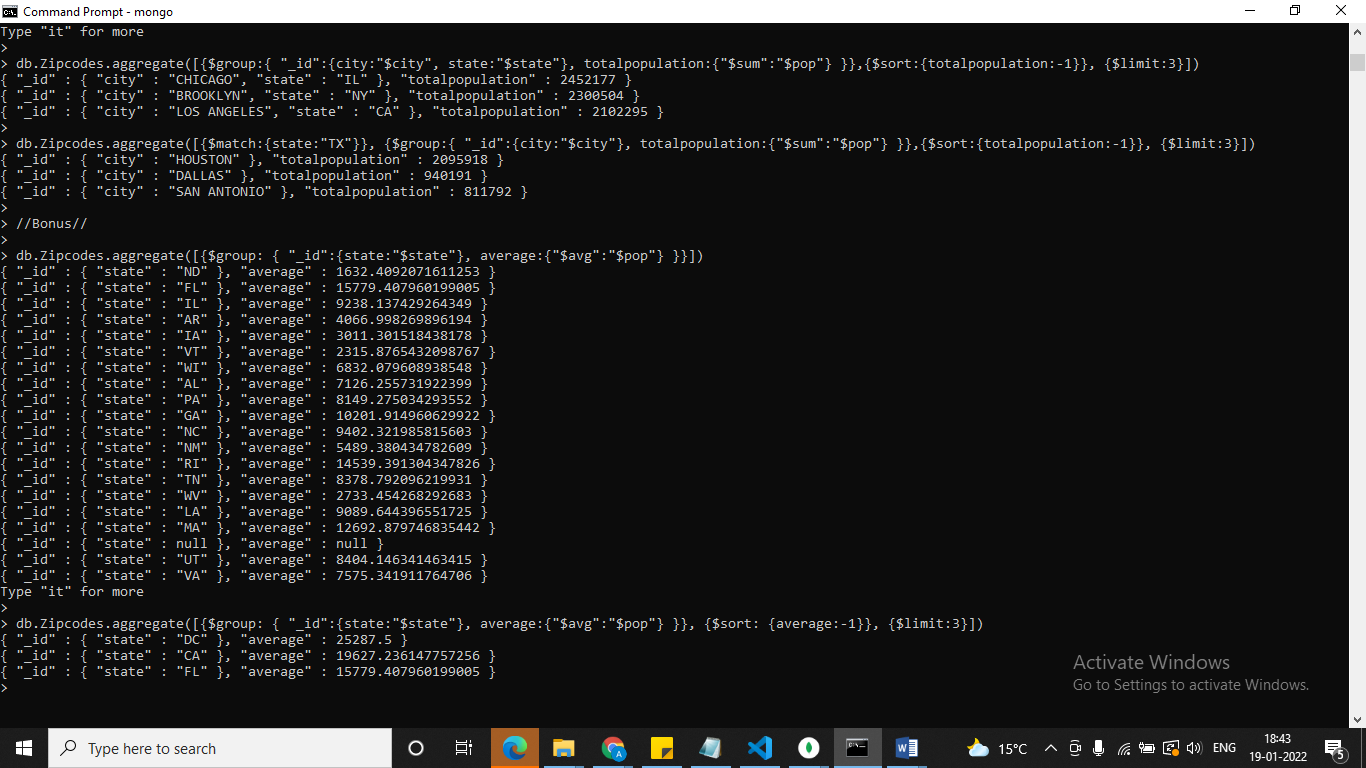 Command Prompt - mongo
Type "it" for more
>
> db.Zipcodes.aggregate([{$group:{ "_id":{city:"$city", state:"$state"}, totalpopulation:{"$sum":"$pop"} }},{$sort:{totalpopulation:-1}}, {$limit:3}])
{ "_id" : { "city" : "CHICAGO", "state" : "IL" }, "totalpopulation" : 2452177 }
{ "_id" : { "city" : "BROOKLYN", "state" : "NY" }, "totalpopulation" : 2300504 }
{ "_id" : { "city" : "LOS ANGELES", "state" : "CA" }, "totalpopulation" : 2102295 }
>
> db.Zipcodes.aggregate([{$match:{state:"TX"}}, {$group:{ "_id":{city:"$city"}, totalpopulation:{"$sum":"$pop"} }},{$sort:{totalpopulation:-1}}, {$limit:3}])
{ "_id" : { "city" : "HOUSTON" }, "totalpopulation" : 2095918 }
{ "_id" : { "city" : "DALLAS" }, "totalpopulation" : 940191 }
{ "_id" : { "city" : "SAN ANTONIO" }, "totalpopulation" : 811792 }
>
> //Bonus//
>
> db.Zipcodes.aggregate([{$group: { "_id":{state:"$state"}, average:{"$avg":"$pop"} }}])
{ "_id" : { "state" : "ND" }, "average" : 1632.4092071611253 }
{ "_id" : { "state" : "FL" }, "average" : 15779.407960199005 }
{ "_id" : { "state" : "IL" }, "average" : 9238.137429264349 }
{ "_id" : { "state" : "AR" }, "average" : 4066.998269896194 }
{ "_id" : { "state" : "IA" }, "average" : 3011.301518438178 }
{ "_id" : { "state" : "VT" }, "average" : 2315.8765432098767 }
{ "_id" : { "state" : "WI" }, "average" : 6832.079608938548 }
{ "_id" : { "state" : "AL" }, "average" : 7126.255731922399 }
{ "_id" : { "state" : "PA" }, "average" : 8149.275034293552 }
{ "_id" : { "state" : "GA" }, "average" : 10201.914960629922 }
{ "_id" : { "state" : "NC" }, "average" : 9402.321985815603 }
{ "_id" : { "state" : "NM" }, "average" : 5489.380434782609 }
{ "_id" : { "state" : "RI" }, "average" : 14539.391304347826 }
{ "_id" : { "state" : "TN" }, "average" : 8378.792096219931 }
{ "_id" : { "state" : "WV" }, "average" : 2733.454268292683 }
{ "_id" : { "state" : "LA" }, "average" : 9089.644396551725 }
{ "_id" : { "state" : "MA" }, "average" : 12692.879746835442 }
{ "_id" : { "state" : null }, "average" : null }
{ "_id" : { "state" : "UT" }, "average" : 8404.146341463415 }
{ "_id" : { "state" : "VA" }, "average" : 7575.341911764706 }
Type "it" for more
>
> db.Zipcodes.aggregate([{$group: { "_id":{state:"$state"}, average:{"$avg":"$pop"} }}, {$sort: {average:-1}}, {$limit:3}])
{ "_id" : { "state" : "DC" }, "average" : 25287.5 }
{ "_id" : { "state" : "CA" }, "average" : 19627.236147757256 }
{ "_id" : { "state" : "FL" }, "average" : 15779.407960199005 }
>
Activate Windows
Go to Settings to activate Windows.
Type here to search
15°C
ENG
18:43
19-01-2022
5